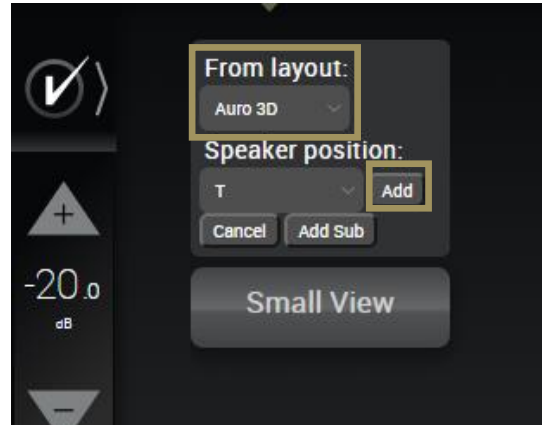 From layout:
Auro 3D
Speaker position:
T
Add
Cancel
Add Sub
+
-20.0
dB
Small View
−